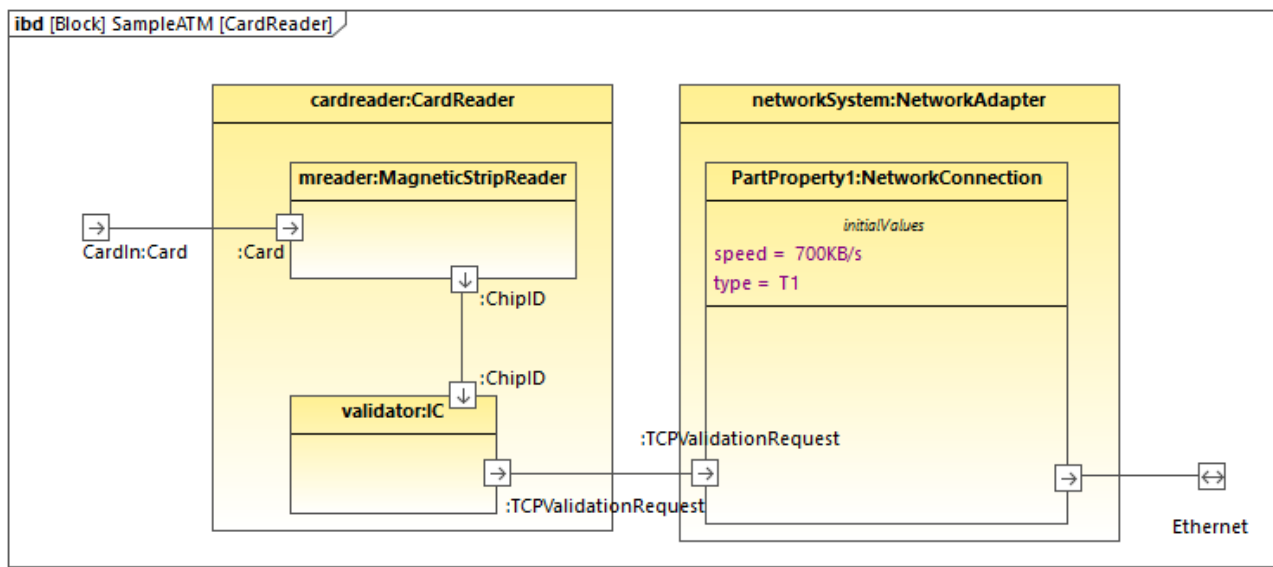 ibd [Block] SampleATM [CardReader]
cardreader:CardReader
networkSystem:NetworkAdapter
mreader:MagneticStripReader
PartProperty1:NetworkConnection
initialValues
speed = 700KB/s
type = T1
CardIn:Card
:Card
:ChipID
:ChipID
validator:IC
:TCPValidationRequest
:TCPValidationRequest
Ethernet